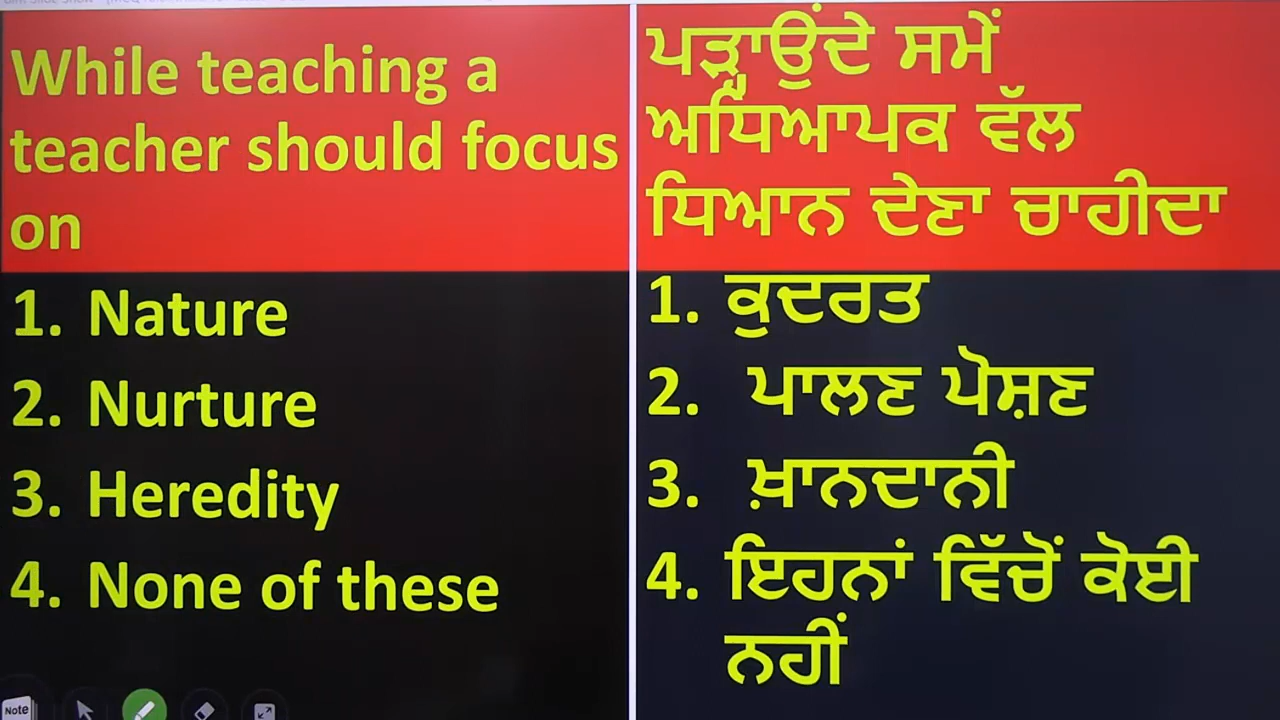 While teaching a
teacher should focus
on
1. Nature
2. Nurture
3. Heredity
4. None of these
ਪੜ੍ਹਾਉਂਦੇ ਸਮੇਂ
ਅਧਿਆਪਕ ਵੱਲ
ਧਿਆਨ ਦੇਣਾ ਚਾਹੀਦਾ
1. ਕੁਦਰਤ
2. ਪਾਲਣ ਪੋਸ਼ਣ
3. ਖ਼ਾਨਦਾਨੀ
4. ਇਹਨਾਂ ਵਿੱਚੋਂ ਕੋਈ
ਨਹੀਂ
Note